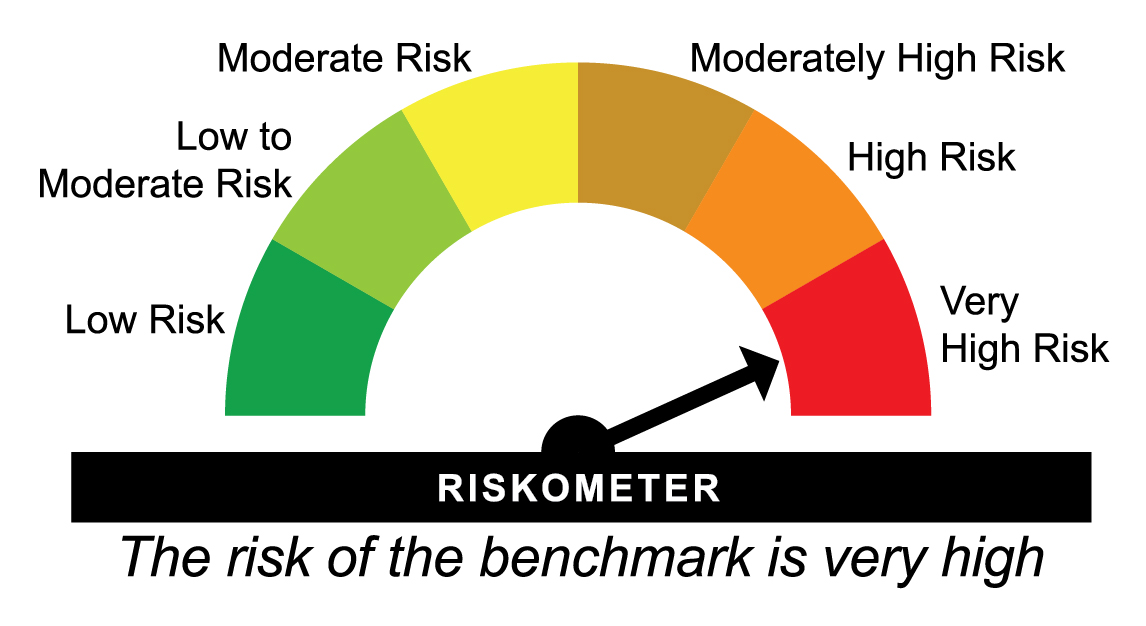 Moderate Risk
Moderately High Risk
Low to
Moderate Risk
High Risk
Low Risk
Very
High Risk
RISKOMETER
The risk of the benchmark is very high